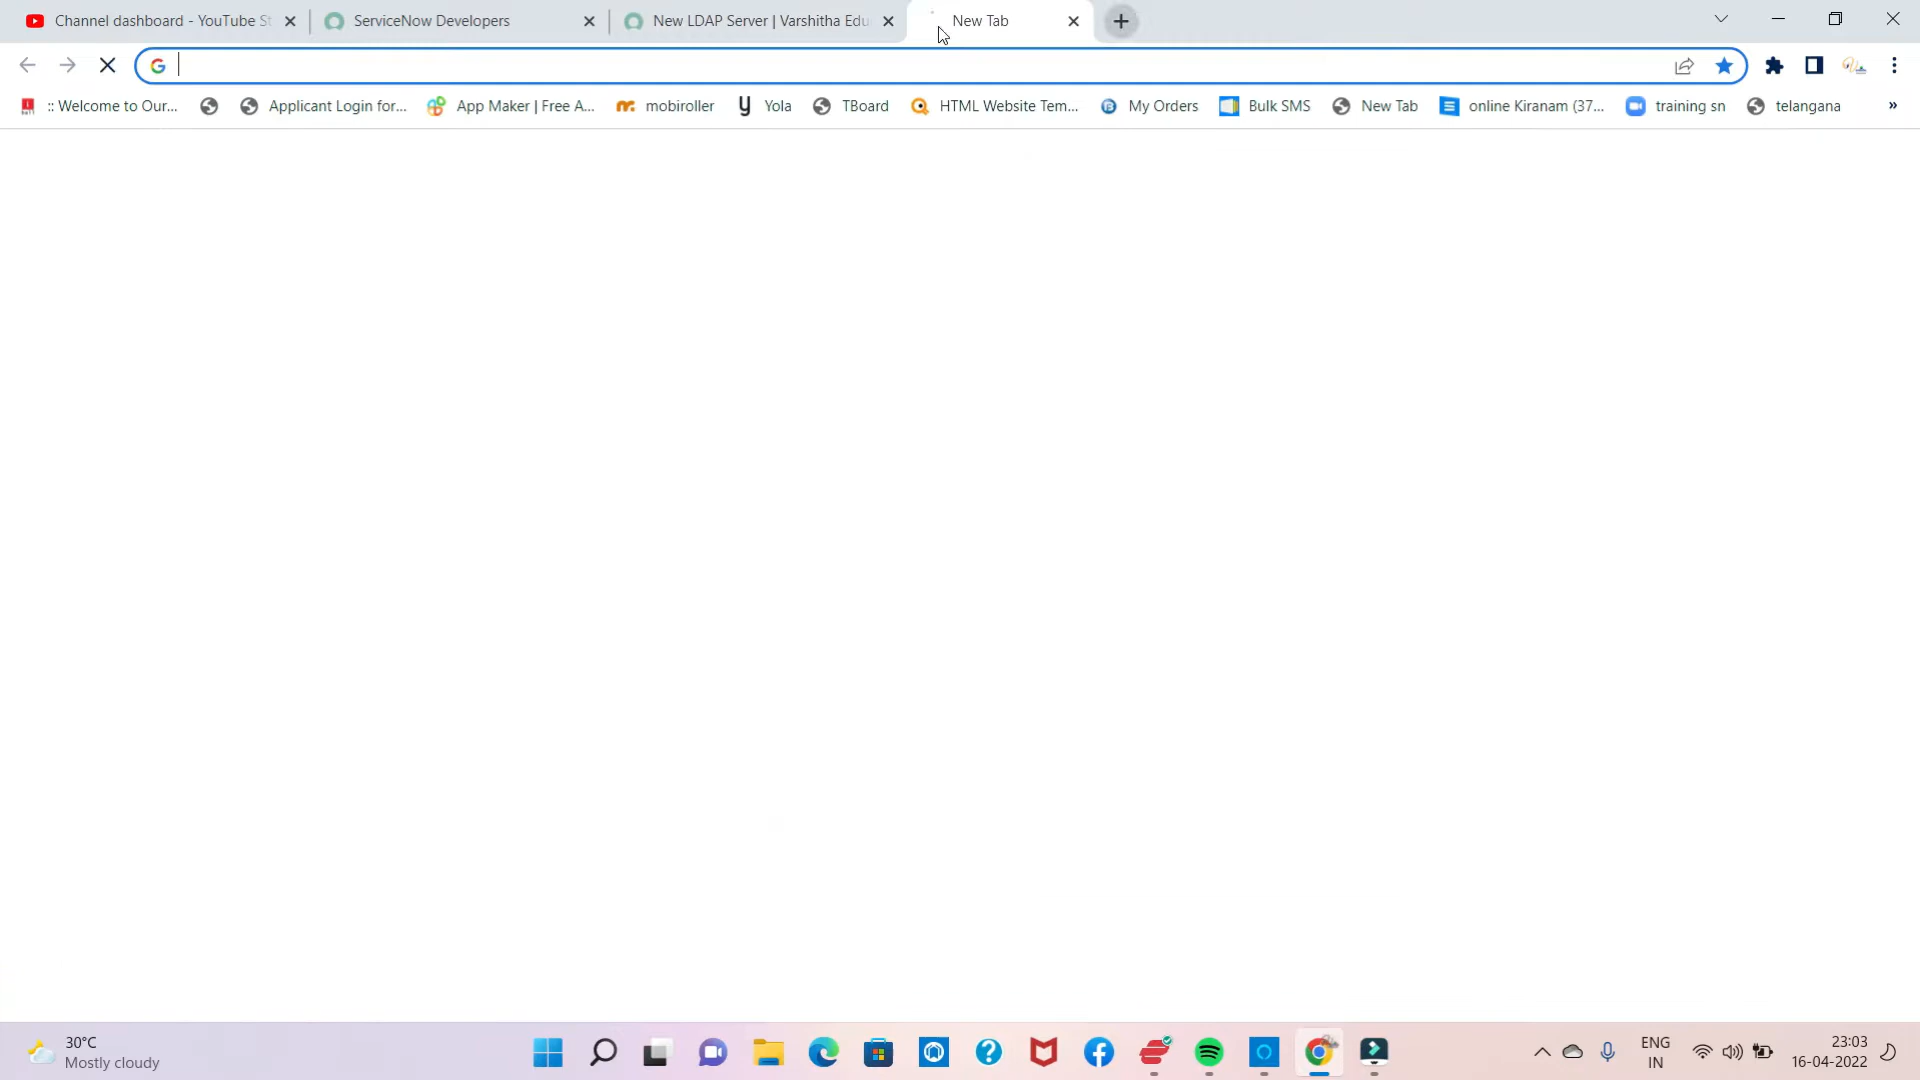 Channel dashboard - YouTube St
ServiceNow Developers
New LDAP Server | Varshitha Edu
New Tab
:: Welcome to Our...
Applicant Login for...
App Maker | Free A...
mobiroller
Yola
TBoard
HTML Website Tem...
My Orders
Bulk SMS
New Tab
online Kiranam (37...
training sn
telangana
»
30°C
Mostly cloudy
ENG
IN
23:03
16-04-2022